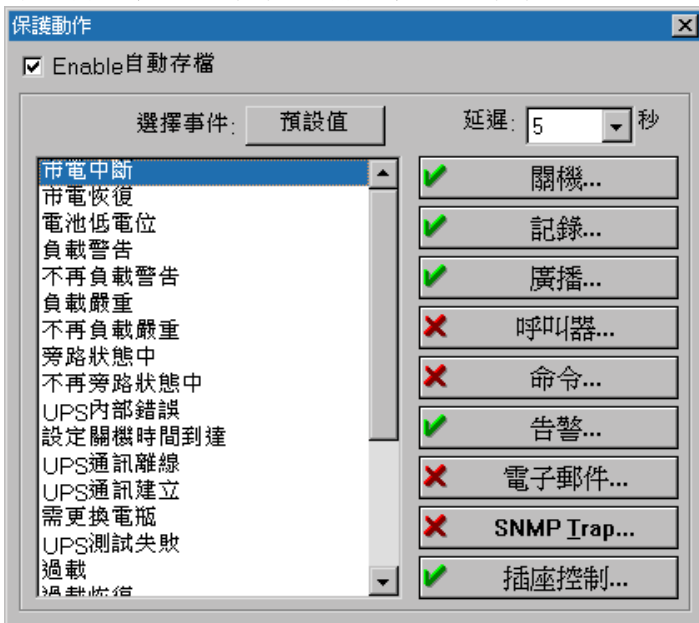 保護動作
Enable自動存檔
選擇事件: 預設值
延遲: 5 秒
市電中斷
市電恢復
電池低電位
負載警告
不再負載警告
負載嚴重
不再負載嚴重
旁路狀態中
不再旁路狀態中
UPS內部錯誤
設定關機時間到達
UPS通訊離線
UPS通訊建立
需更換電瓶
UPS測試失敗
過載
過載恢復
關機...
記錄...
廣播...
呼叫器...
命令...
告警...
電子郵件...
SNMP Trap...
插座控制...